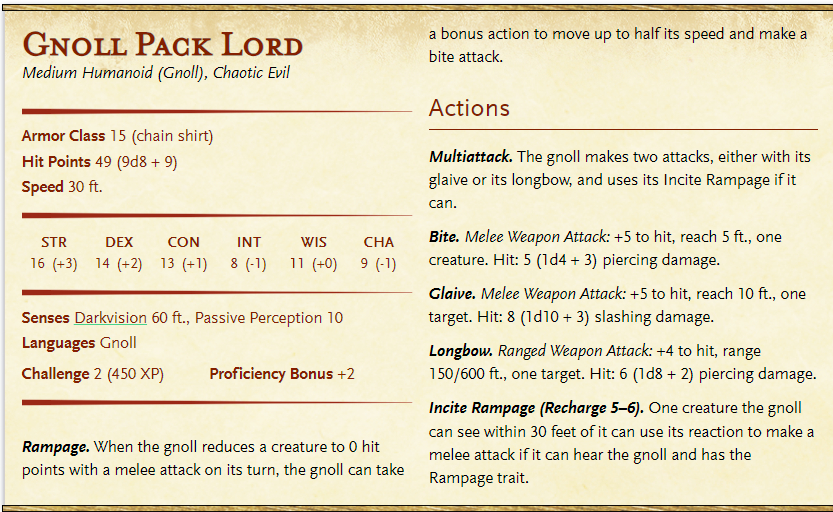 Gnoll Pack Lord
Medium Humanoid (Gnoll), Chaotic Evil
Armor Class 15 (chain shirt)
Hit Points 49 (9d8 + 9)
Speed 30 ft.
STR DEX CON INT WIS CHA
16 (+3) 14 (+2) 13 (+1) 8 (-1) 11 (+0) 9 (-1)
Senses Darkvision 60 ft., Passive Perception 10
Languages Gnoll
Challenge 2 (450 XP) Proficiency Bonus +2
Rampage. When the gnoll reduces a creature to 0 hit
points with a melee attack on its turn, the gnoll can take
a bonus action to move up to half its speed and make a
bite attack.
Actions
Multiattack. The gnoll makes two attacks, either with its
glaive or its longbow, and uses its Incite Rampage if it
can.
Bite. Melee Weapon Attack: +5 to hit, reach 5 ft., one
creature. Hit: 5 (1d4 + 3) piercing damage.
Glaive. Melee Weapon Attack: +5 to hit, reach 10 ft., one
target. Hit: 8 (1d10 + 3) slashing damage.
Longbow. Ranged Weapon Attack: +4 to hit, range
150/600 ft., one target. Hit: 6 (1d8 + 2) piercing damage.
Incite Rampage (Recharge 5–6). One creature the gnoll
can see within 30 feet of it can use its reaction to make a
melee attack if it can hear the gnoll and has the
Rampage trait.